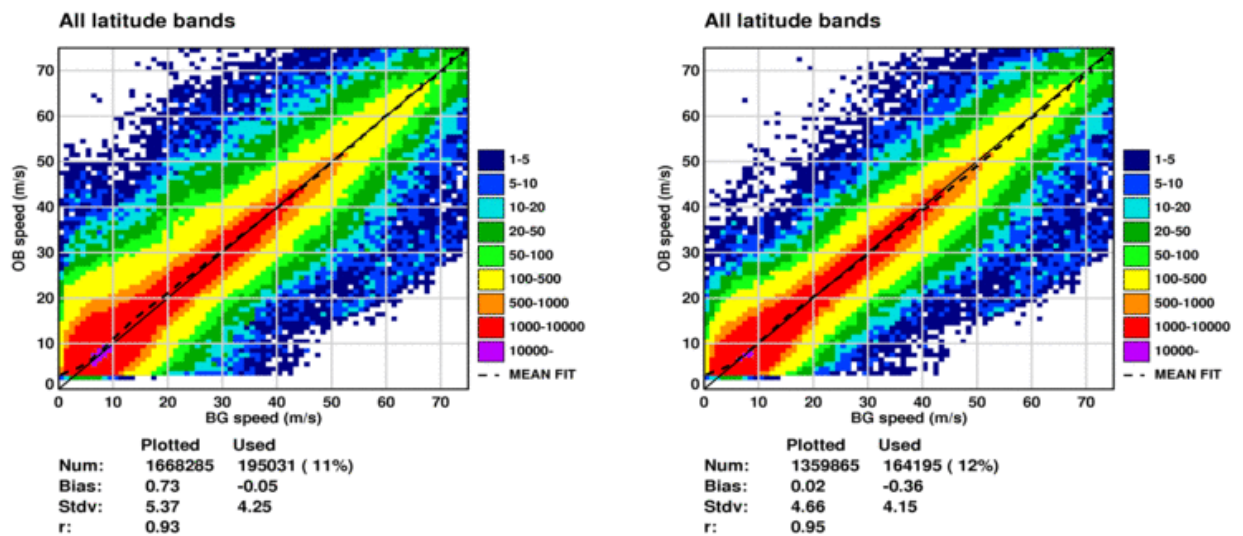 All latitude bands
70
60
50
40
30
20
10
0
OB speed (m/s)
0 10 20 30 40 50 60 70
BG speed (m/s)
1-5
5-10
10-20
20-50
50-100
100-500
500-1000
1000-10000
10000-
MEAN FIT
Plotted Used
Num: 1668285 195031 ( 11%)
Bias: 0.73 -0.05
Stdv: 5.37 4.25
r: 0.93
All latitude bands
70
60
50
40
30
20
10
0
OB speed (m/s)
0 10 20 30 40 50 60 70
BG speed (m/s)
1-5
5-10
10-20
20-50
50-100
100-500
500-1000
1000-10000
10000-
MEAN FIT
Plotted Used
Num: 1359865 164195 ( 12%)
Bias: 0.02 -0.36
Stdv: 4.66 4.15
r: 0.95